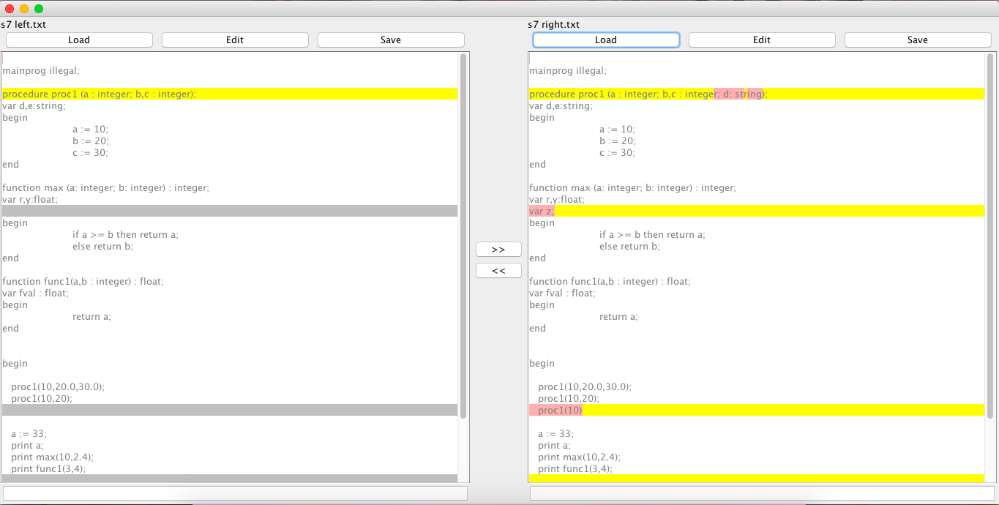 s7 left.txt
Load Edit Save
mainprog illegal;
procedure proc1 (a : integer; b,c : integer);
var d,e:string;
begin
a := 10;
b := 20;
c := 30;
end
function max (a: integer; b: integer) : integer;
var r,y:float;
begin
if a >= b then return a;
else return b;
end
function func1(a,b : integer) : float;
var fval : float;
begin
return a;
end
begin
proc1(10,20.0,30.0);
proc1(10,20);
a := 33;
print a;
print max(10,2.4);
print func1(3,4);
>>
<<
s7 right.txt
Load Edit Save
mainprog illegal;
procedure proc1 (a : integer; b,c : integer; d: string);
var d,e:string;
begin
a := 10;
b := 20;
c := 30;
end
function max (a: integer; b: integer) : integer;
var r,y:float;
var z;
begin
if a >= b then return a;
else return b;
end
function func1(a,b : integer) : float;
var fval : float;
begin
return a;
end
begin
proc1(10,20.0,30.0);
proc1(10,20);
proc1(10)
a := 33;
print a;
print max(10,2.4);
print func1(3,4);